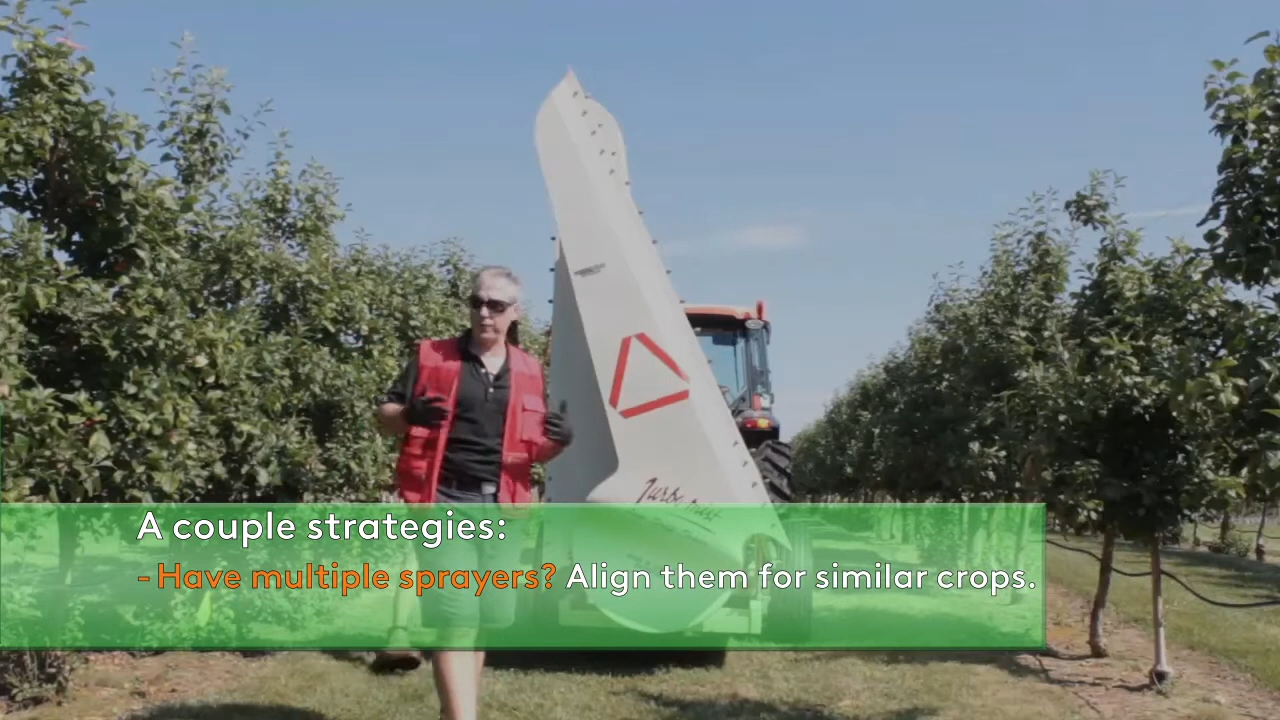 A couple strategies:
- Have multiple sprayers? Align them for similar crops.